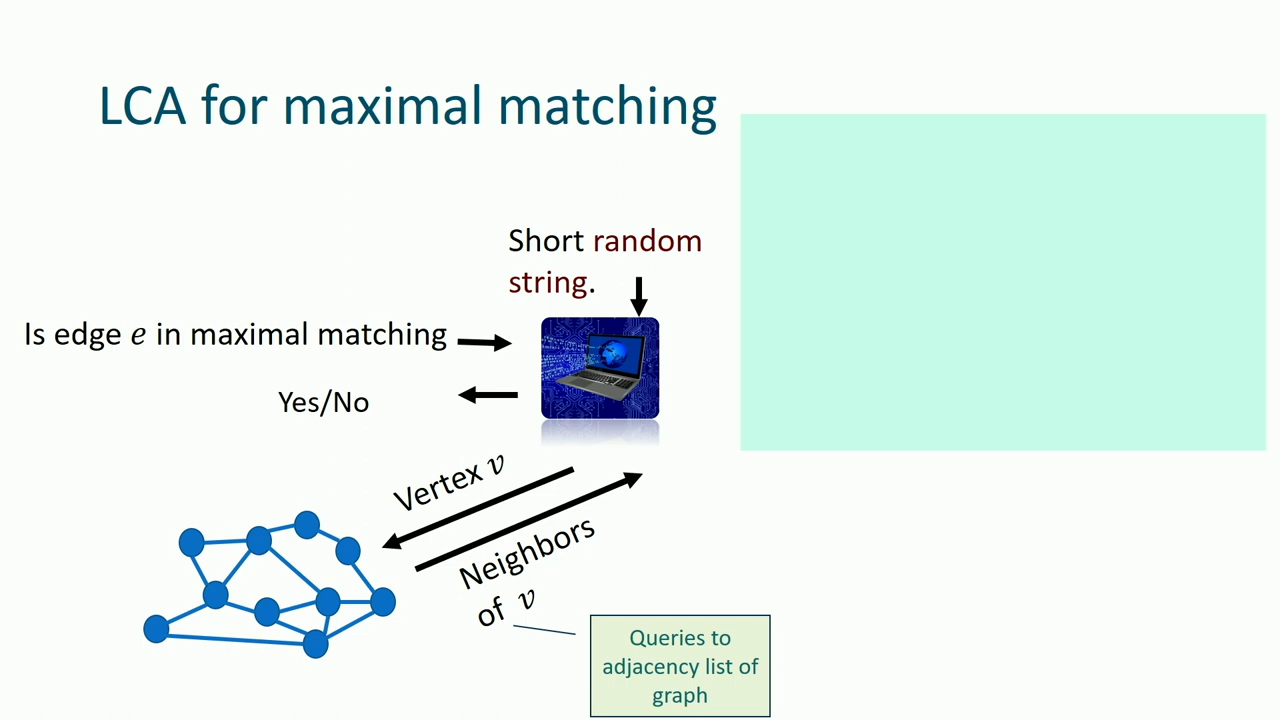 LCA for maximal matching
Short random
string.
Is edge e in maximal matching
Yes/No
Vertex v
Neighbors
of v
Queries to
adjacency list of
graph